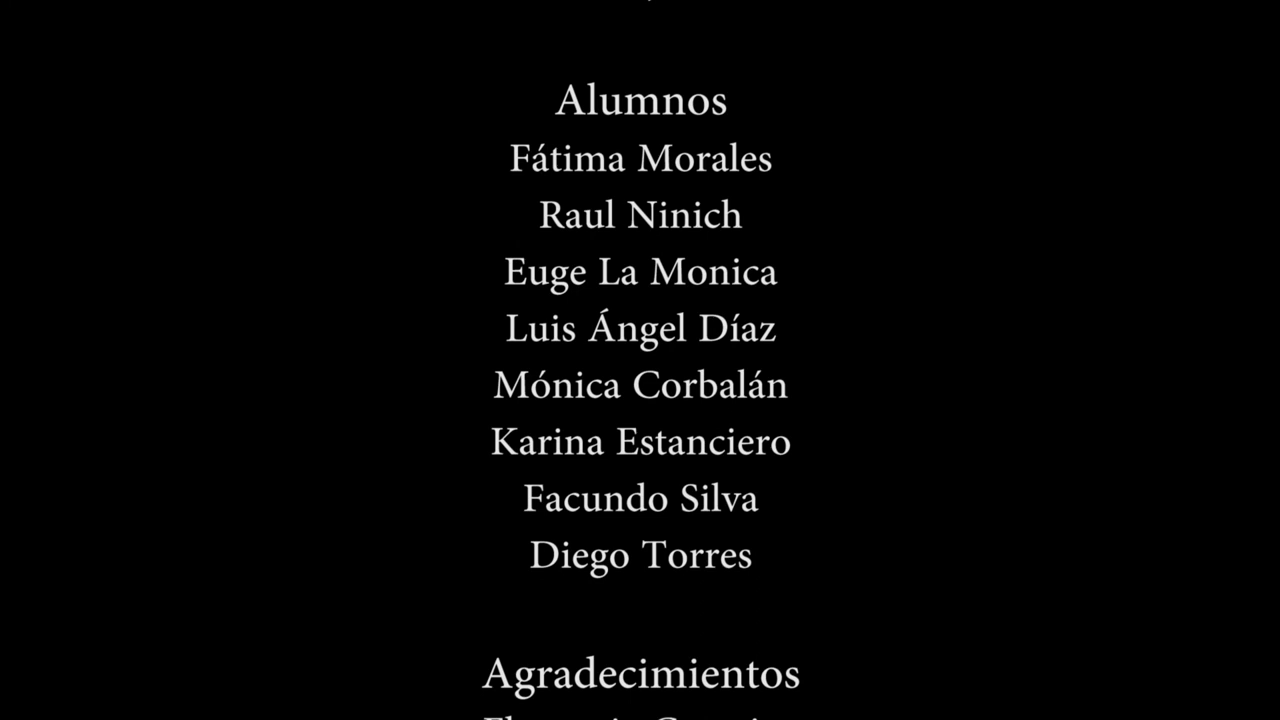 Alumnos
Fátima Morales
Raul Ninich
Euge La Monica
Luis Ángel Díaz
Mónica Corbalán
Karina Estanciero
Facundo Silva
Diego Torres
Agradecimientos